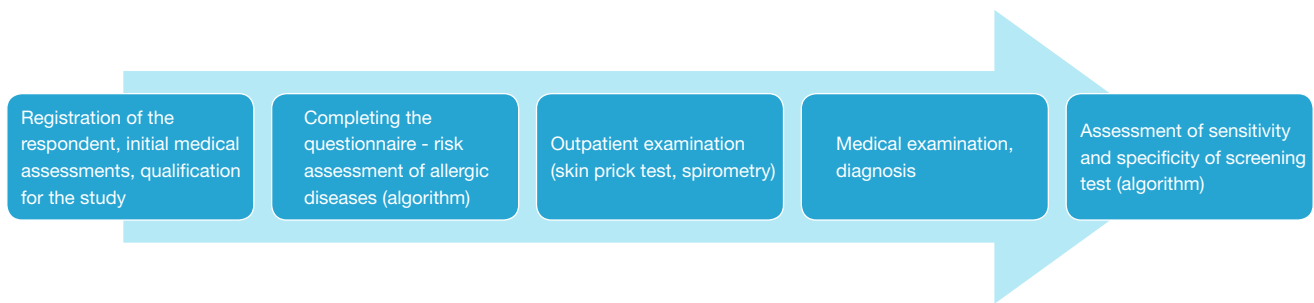 Registration of the
respondent, initial medical
assessments, qualification
for the study
Completing the
questionnaire - risk
assessment of allergic
diseases (algorithm)
Outpatient examination
(skin prick test, spirometry)
Medical examination,
diagnosis
Assessment of sensitivity
and specificity of screening
test (algorithm)